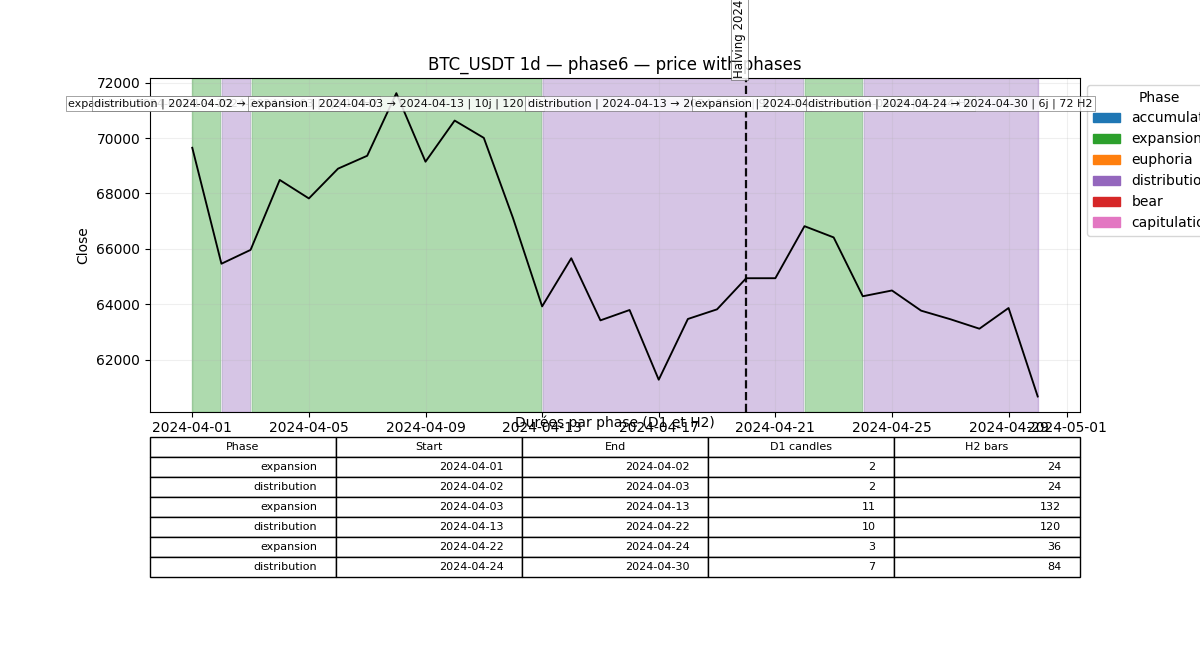 Halving 2024
BTC_USDT 1d — phase6 — price with phases
72000
70000
68000
66000
64000
62000
Close
distribution | 2024-04-02 →
expansion | 2024-04-03 → 2024-04-13 | 10j | 120
distribution | 2024-04-13 →
expansion | 2024-04
distribution | 2024-04-24 → 2024-04-30 | 6j | 72 H2
Phase
accumulat
expansion
euphoria
distributio
bear
capitulatio
2024-04-01 2024-04-05 2024-04-09 2024-04-13 2024-04-17 2024-04-21 2024-04-25 2024-04-29 2024-05-01
Durées par phase (D1 et H2)
Phase Start End D1 candles H2 bars
expansion 2024-04-01 2024-04-02 2 24
distribution 2024-04-02 2024-04-03 2 24
expansion 2024-04-03 2024-04-13 11 132
distribution 2024-04-13 2024-04-22 10 120
expansion 2024-04-22 2024-04-24 3 36
distribution 2024-04-24 2024-04-30 7 84